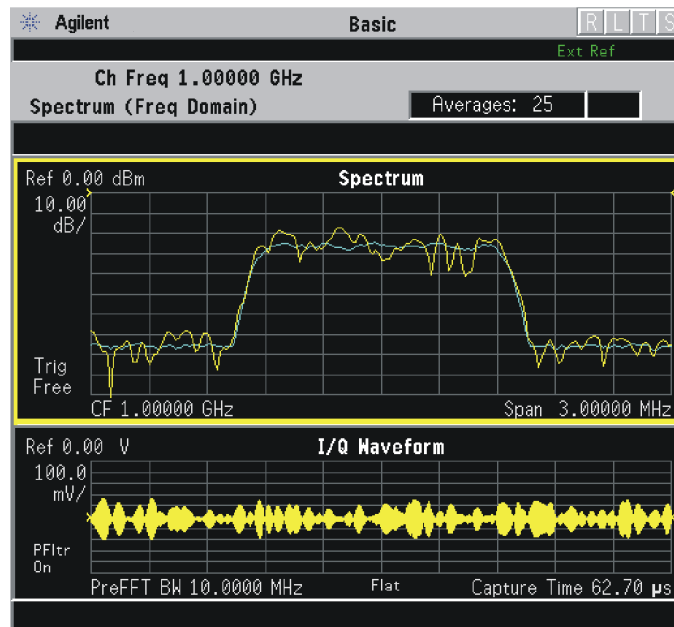 Agilent Basic R L T S
Ext Ref
Ch Freq 1.00000 GHz
Spectrum (Freq Domain) Averages: 25
Ref 0.00 dBm Spectrum
10.00
dB/
Trig
Free
CF 1.00000 GHz Span 3.00000 MHz
Ref 0.00 V I/Q Waveform
100.0
mV/
PFltr
On
PreFFT BW 10.0000 MHz Flat Capture Time 62.70 µs